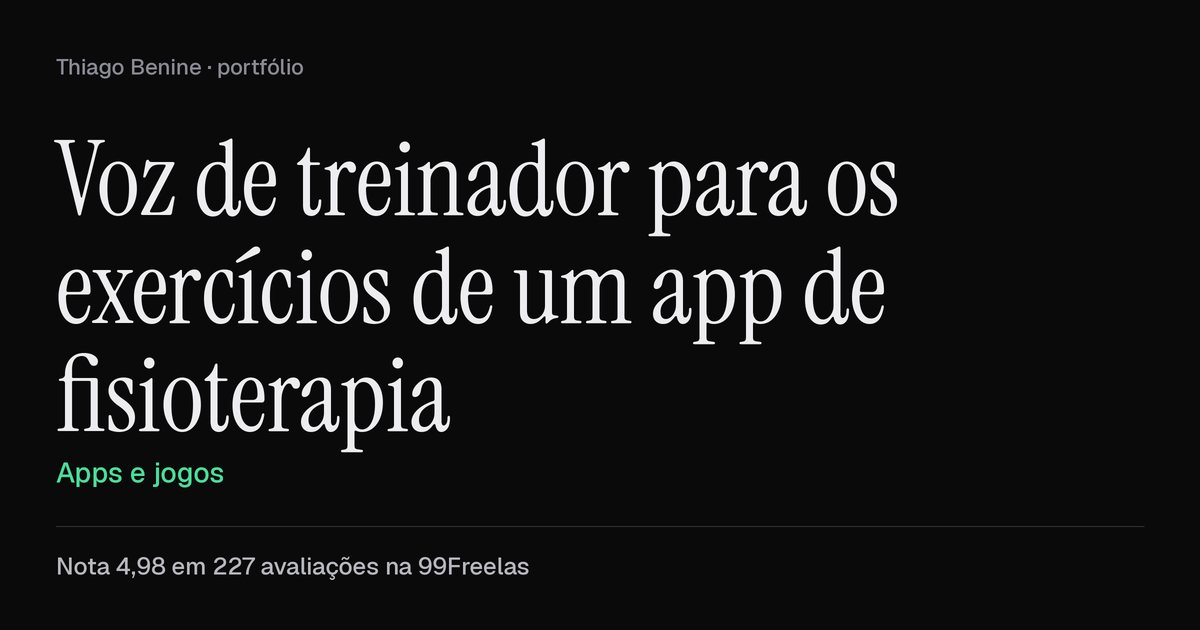 Thiago Benine · portfólio
Voz de treinador para os
exercícios de um app de
fisioterapia
Apps e jogos
Nota 4,98 em 227 avaliações na 99Freelas